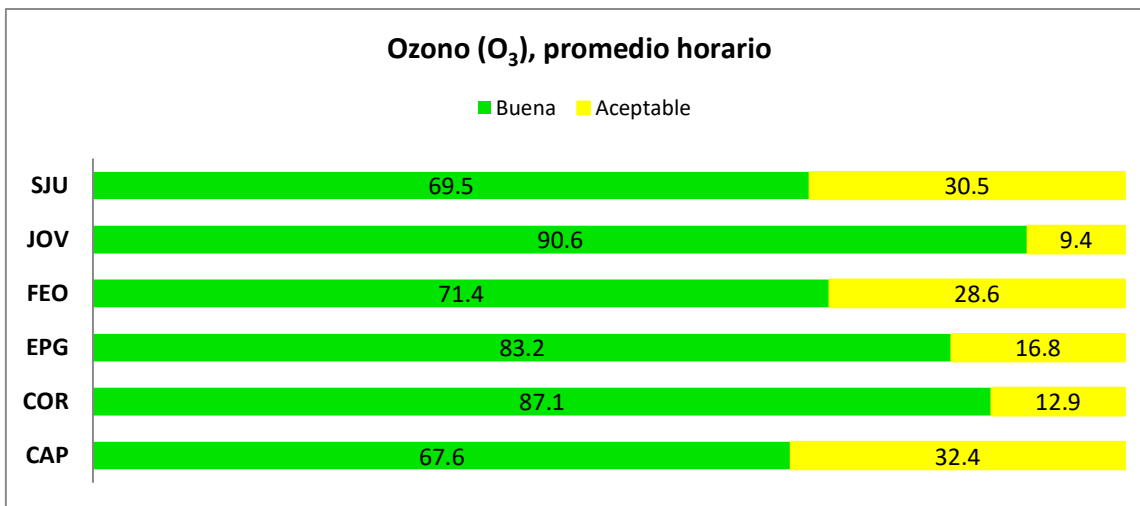 Ozono (O₃), promedio horario
Buena Aceptable
SJU 69.5 30.5
JOV 90.6 9.4
FEO 71.4 28.6
EPG 83.2 16.8
COR 87.1 12.9
CAP 67.6 32.4